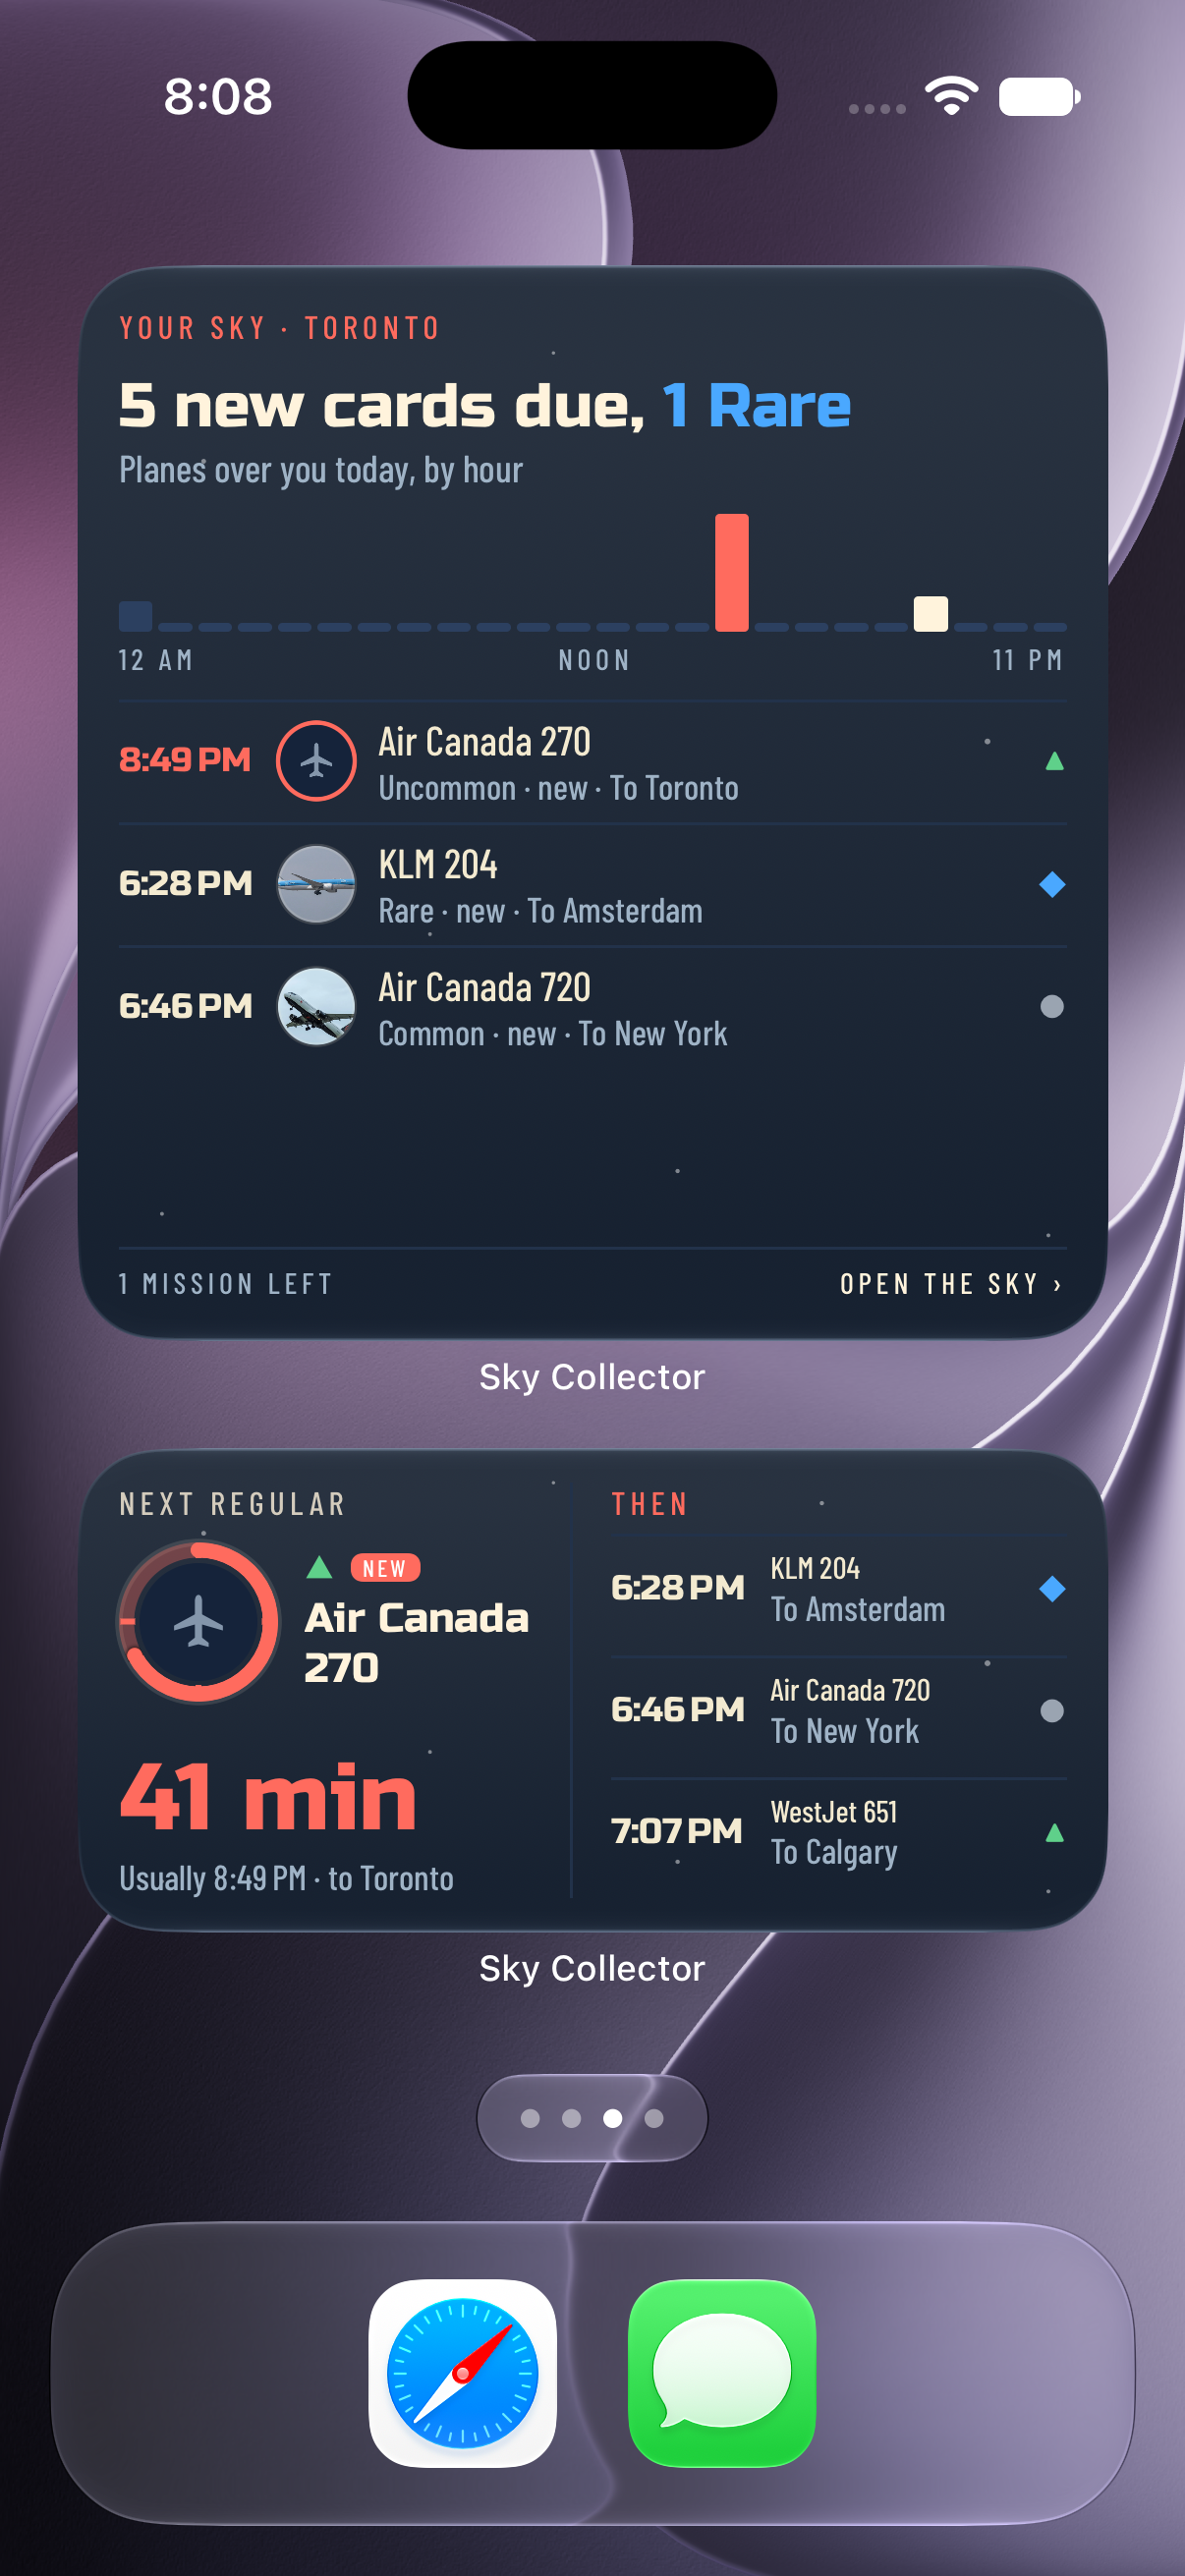 8:08
YOUR SKY · TORONTO
5 new cards due, 1 Rare
Planes over you today, by hour
12 AM NOON 11 PM
8:49 PM Air Canada 270
Uncommon · new · To Toronto
6:28 PM KLM 204
Rare · new · To Amsterdam
6:46 PM Air Canada 720
Common · new · To New York
1 MISSION LEFT OPEN THE SKY ›
Sky Collector
NEXT REGULAR
NEW
Air Canada
270
41 min
Usually 8:49 PM · to Toronto
THEN
6:28 PM KLM 204
To Amsterdam
6:46 PM Air Canada 720
To New York
7:07 PM WestJet 651
To Calgary
Sky Collector